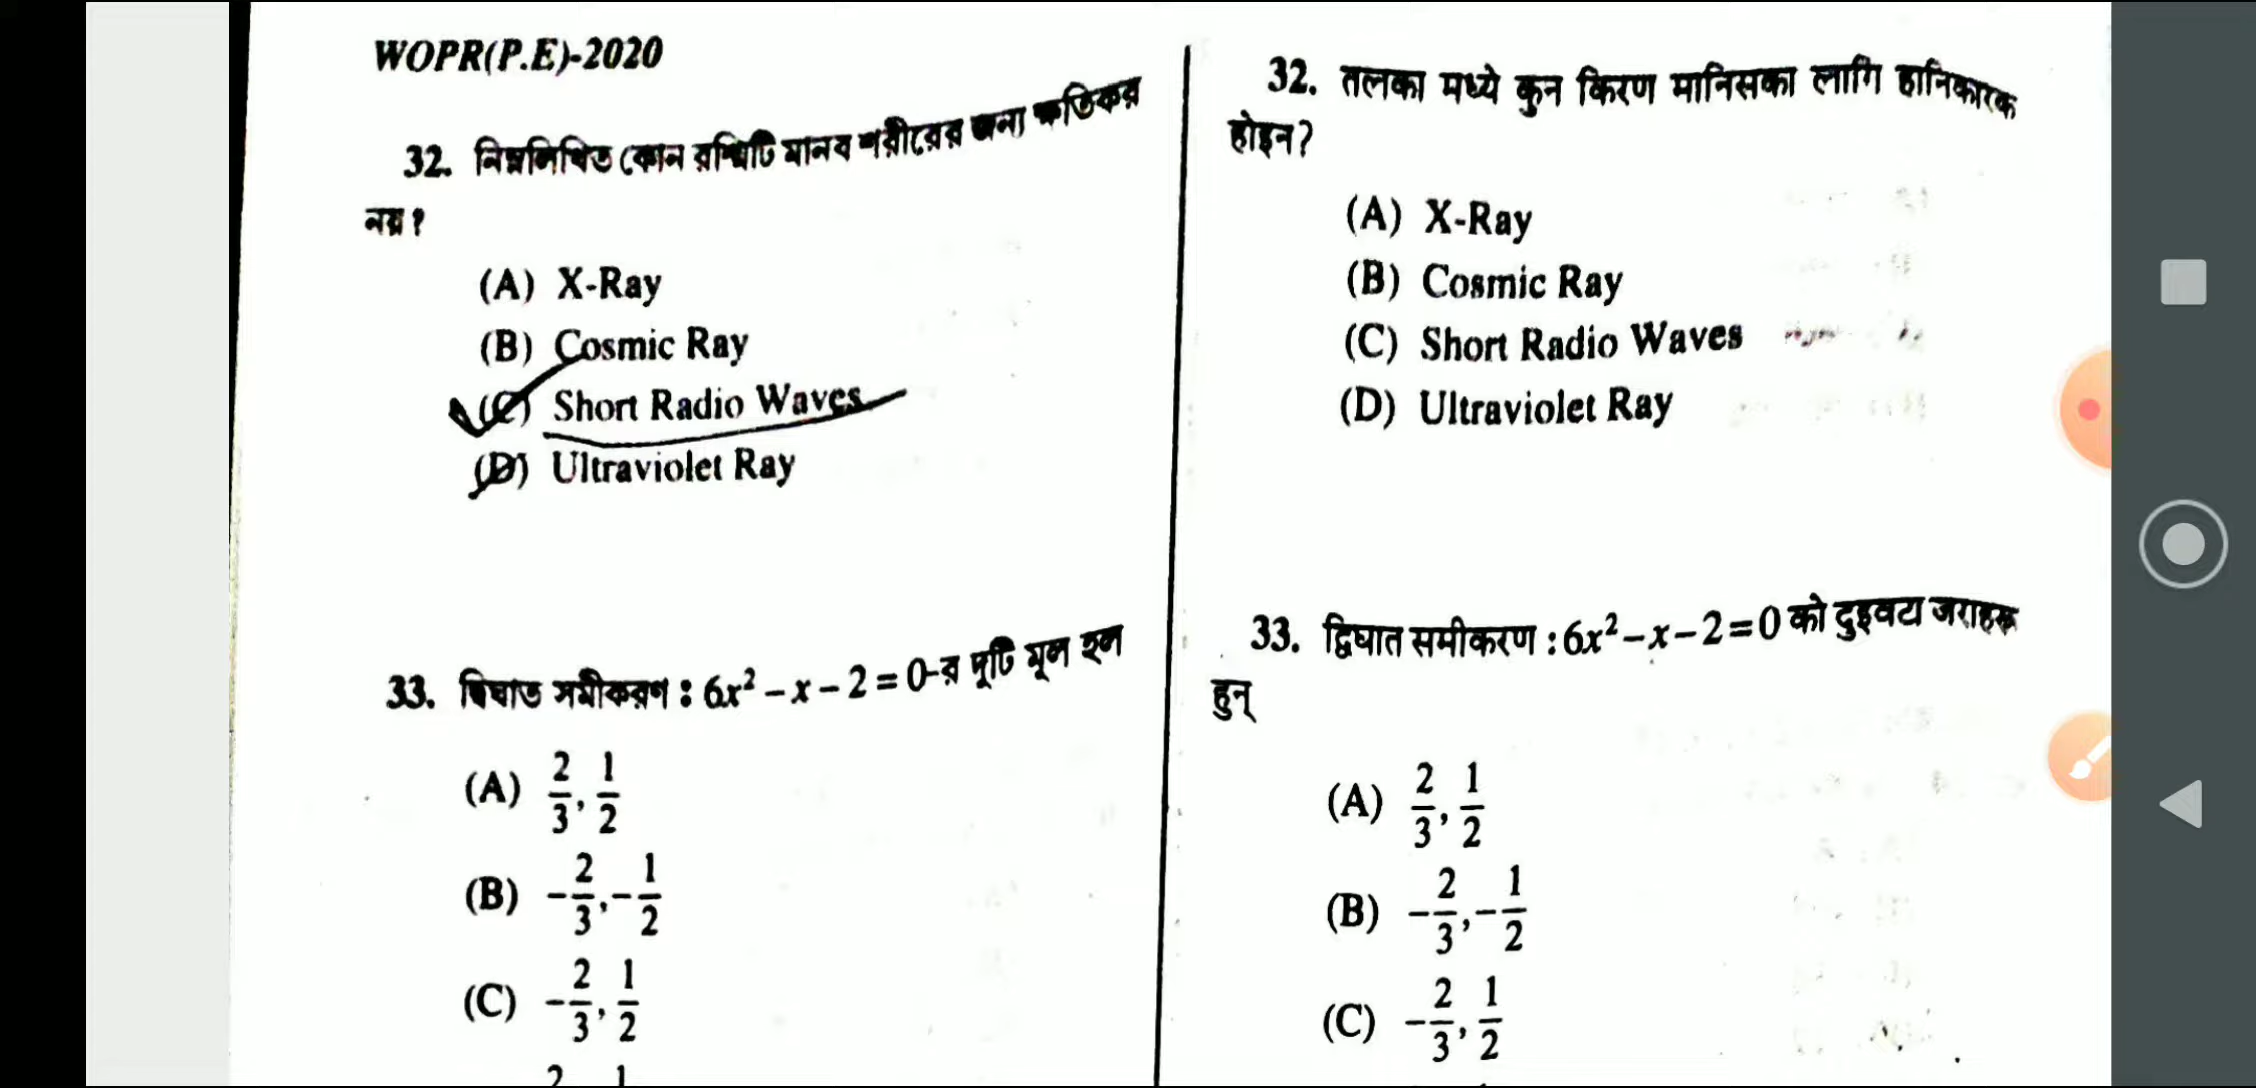 WOPR(P.E)-2020
32. নিম্নলিখিত কোন রশ্মিটি মানব শরীরের জন্য ক্ষতিকর
নয় ?
(A) X-Ray
(B) Cosmic Ray
(C) Short Radio Waves
(D) Ultraviolet Ray
33. দ্বিঘাত সমীকরণ : 6x² – x – 2 = 0-র দুটি মূল হল
(A) 2/3, 1/2
(B) –2/3, –1/2
(C) –2/3, 1/2
32. तलका मध्ये कुन किरण मानिसका लागि हानिकारक
होइन ?
(A) X-Ray
(B) Cosmic Ray
(C) Short Radio Waves
(D) Ultraviolet Ray
33. द्विघात समीकरण : 6x² – x – 2 = 0 को दुइवटा जराहरू
हुन्
(A) 2/3, 1/2
(B) –2/3, –1/2
(C) –2/3, 1/2